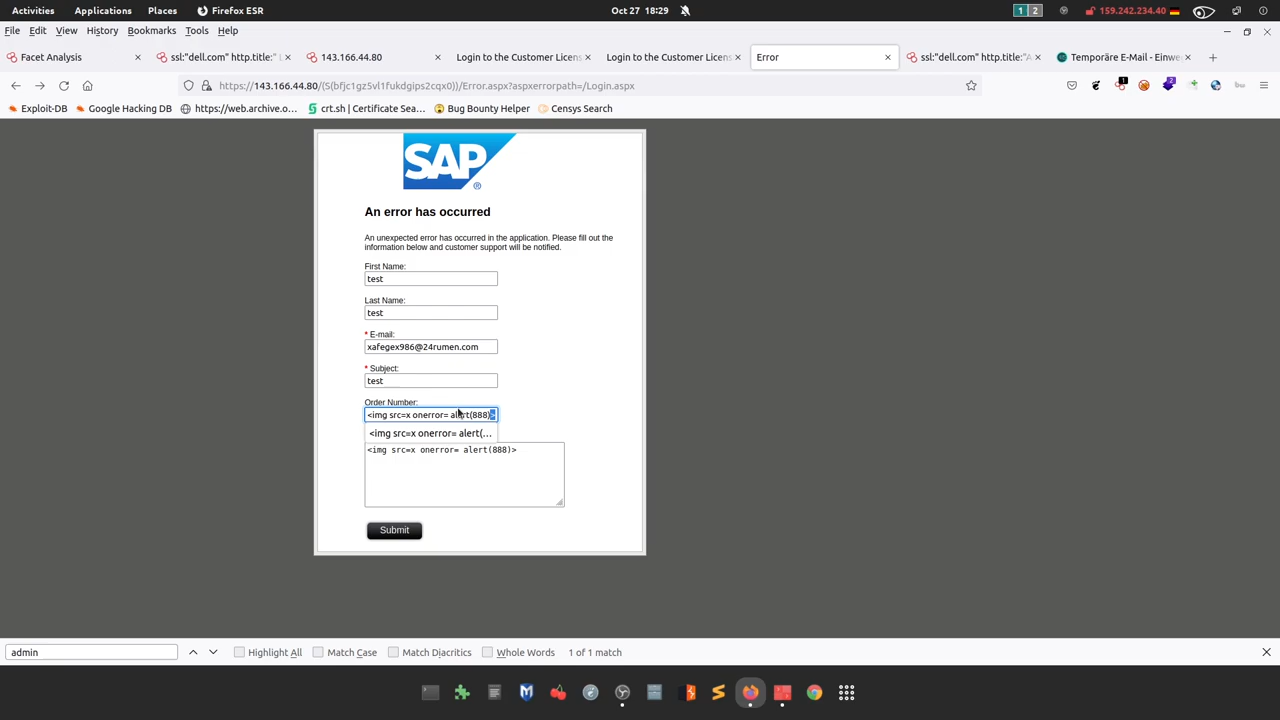 Activities Applications Places Firefox ESR Oct 27 18:29 1 2 159.242.234.40
File Edit View History Bookmarks Tools Help
Facet Analysis × ssl:"dell.com" http.title:" L × 143.166.44.80 × Login to the Customer Licens × Login to the Customer Licens × Error × ssl:"dell.com" http.title:"A × Temporäre E-Mail - Einwe × +
https://143.166.44.80/(S(bfjc1gz5vl1fukdgips2cqx0))/Error.aspx?aspxerrorpath=/Login.aspx 1 2
Exploit-DB Google Hacking DB https://web.archive.o... crt.sh | Certificate Sea... Bug Bounty Helper Censys Search
SAP ®
An error has occurred
An unexpected error has occurred in the application. Please fill out the
information below and customer support will be notified.
First Name:
test
Last Name:
test
* E-mail:
xafegex986@24rumen.com
* Subject:
test
Order Number:
<img src=x onerror= alert(888)>
<img src=x onerror= alert(...
<img src=x onerror= alert(888)>
Submit
admin Highlight All Match Case Match Diacritics Whole Words 1 of 1 match